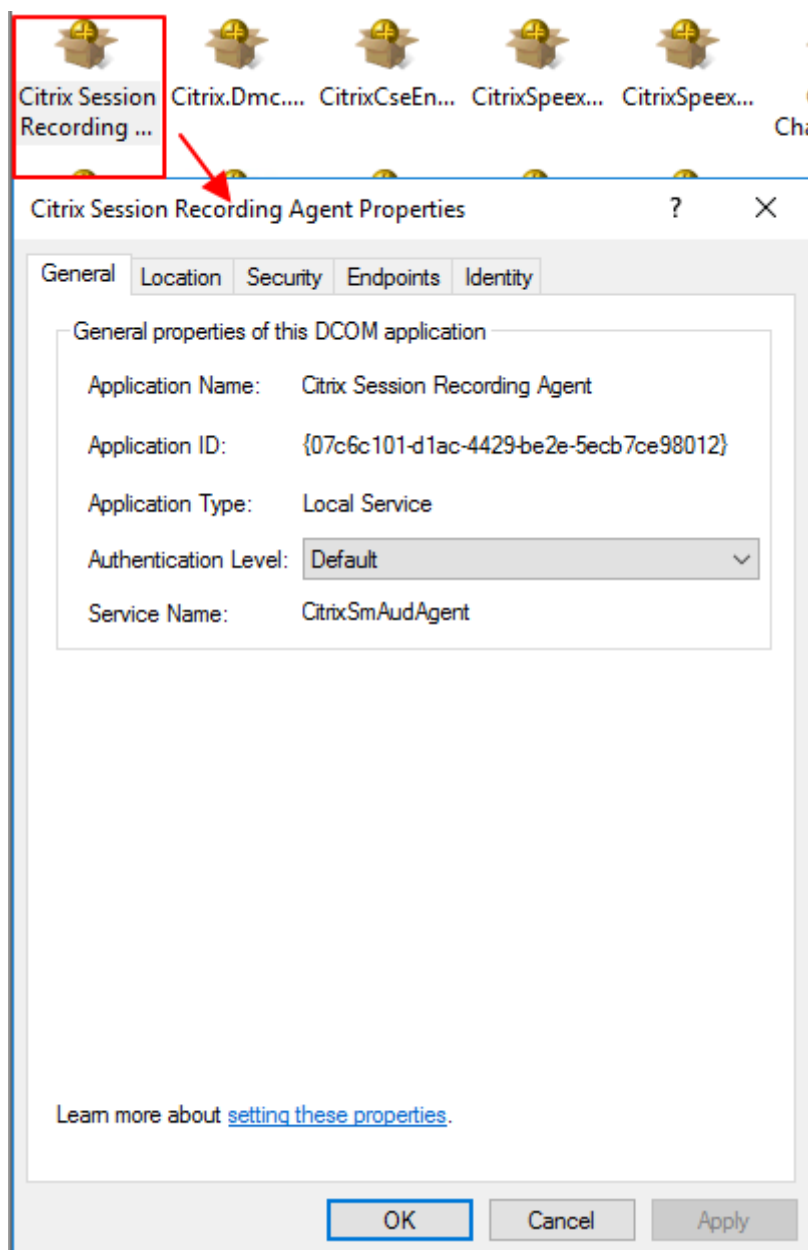 Citrix Session Recording ...
Citrix.Dmc....
CitrixCseEn...
CitrixSpeex...
CitrixSpeex...
Citrix Session Recording Agent Properties
General Location Security Endpoints Identity
General properties of this DCOM application
Application Name: Citrix Session Recording Agent
Application ID: {07c6c101-d1ac-4429-be2e-5ecb7ce98012}
Application Type: Local Service
Authentication Level: Default
Service Name: CitrixSmAudAgent
Learn more about setting these properties.
OK Cancel Apply